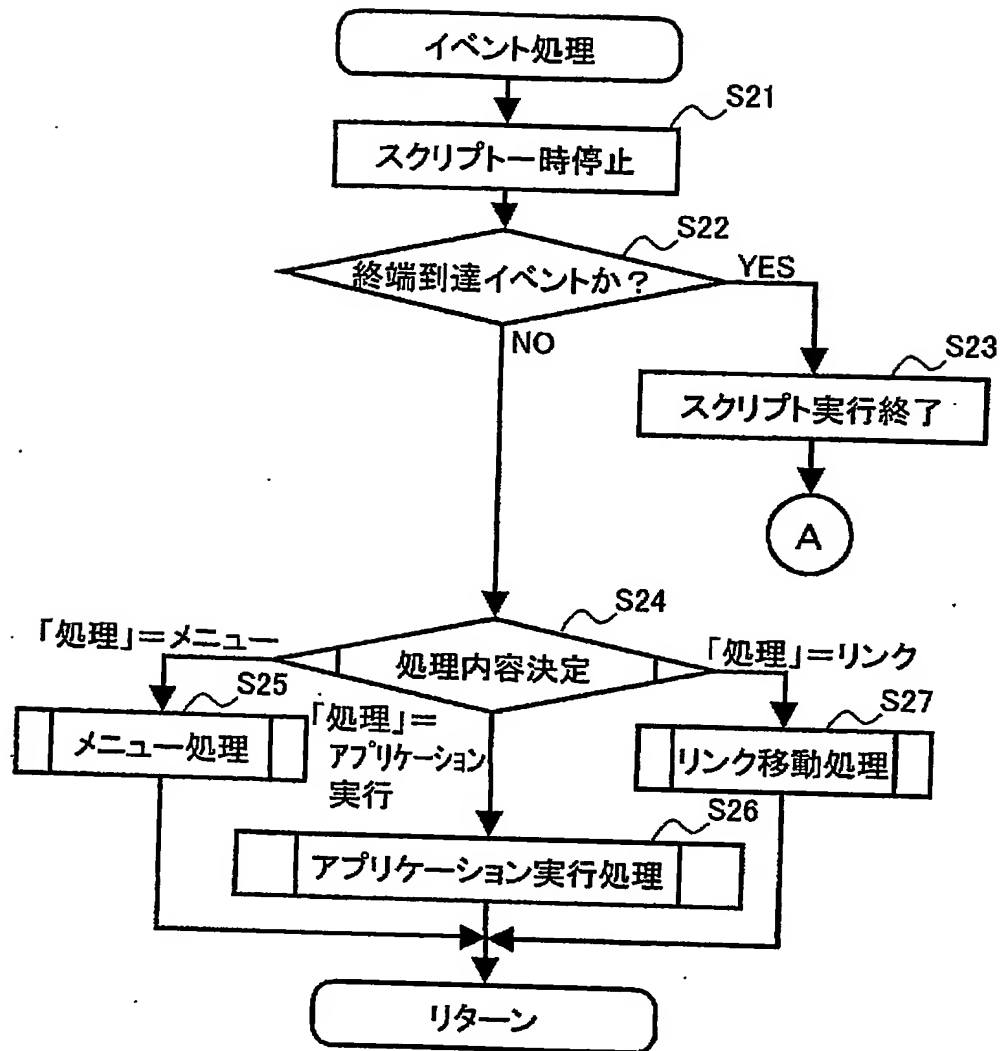 イベント処理
S21
スクリプト一時停止
S22
終端到達イベントか？
YES
NO
S23
スクリプト実行終了
A
S24
「処理」＝メニュー
処理内容決定
「処理」＝リンク
S25
「処理」＝
アプリケーション
実行
S27
メニュー処理
リンク移動処理
S26
アプリケーション実行処理
リターン